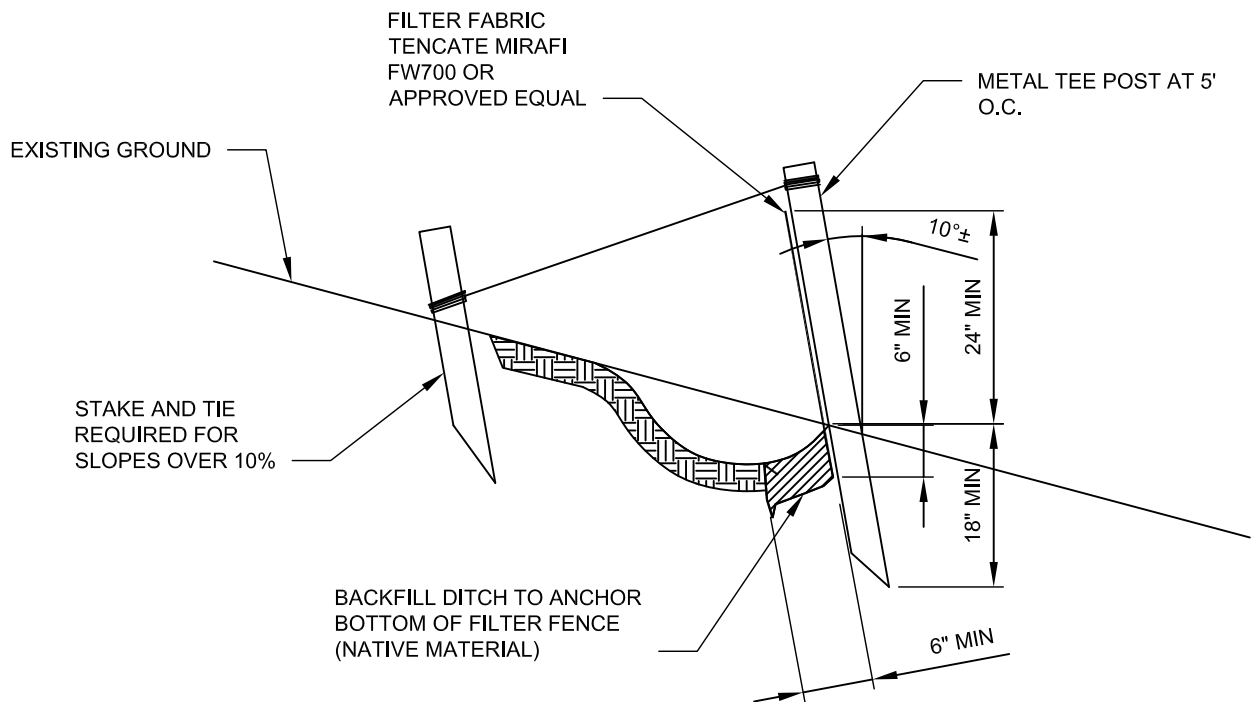 FILTER FABRIC
TENCATE MIRAFI
FW700 OR
APPROVED EQUAL
METAL TEE POST AT 5'
O.C.
EXISTING GROUND
10°±
6" MIN
24" MIN
STAKE AND TIE
REQUIRED FOR
SLOPES OVER 10%
18" MIN
BACKFILL DITCH TO ANCHOR
BOTTOM OF FILTER FENCE
(NATIVE MATERIAL)
6" MIN